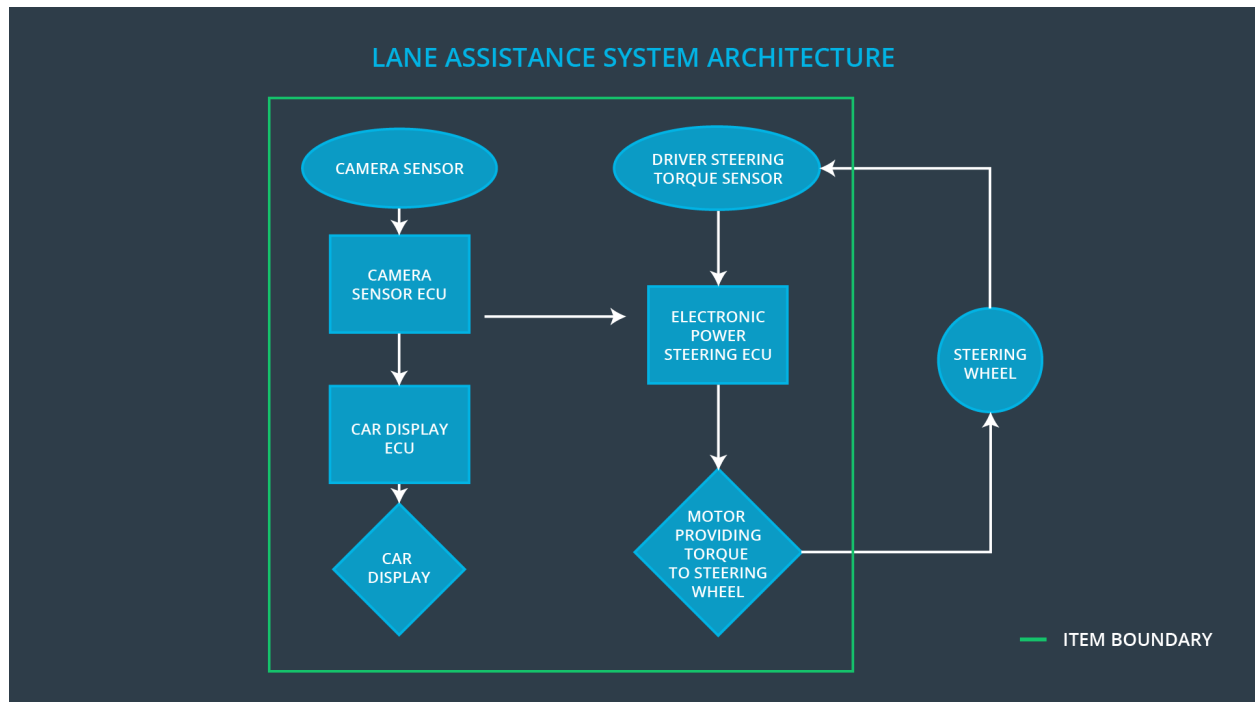 LANE ASSISTANCE SYSTEM ARCHITECTURE
CAMERA SENSOR
CAMERA
SENSOR ECU
CAR DISPLAY
ECU
CAR
DISPLAY
DRIVER STEERING
TORQUE SENSOR
ELECTRONIC
POWER
STEERING ECU
MOTOR
PROVIDING
TORQUE
TO STEERING
WHEEL
STEERING
WHEEL
ITEM BOUNDARY